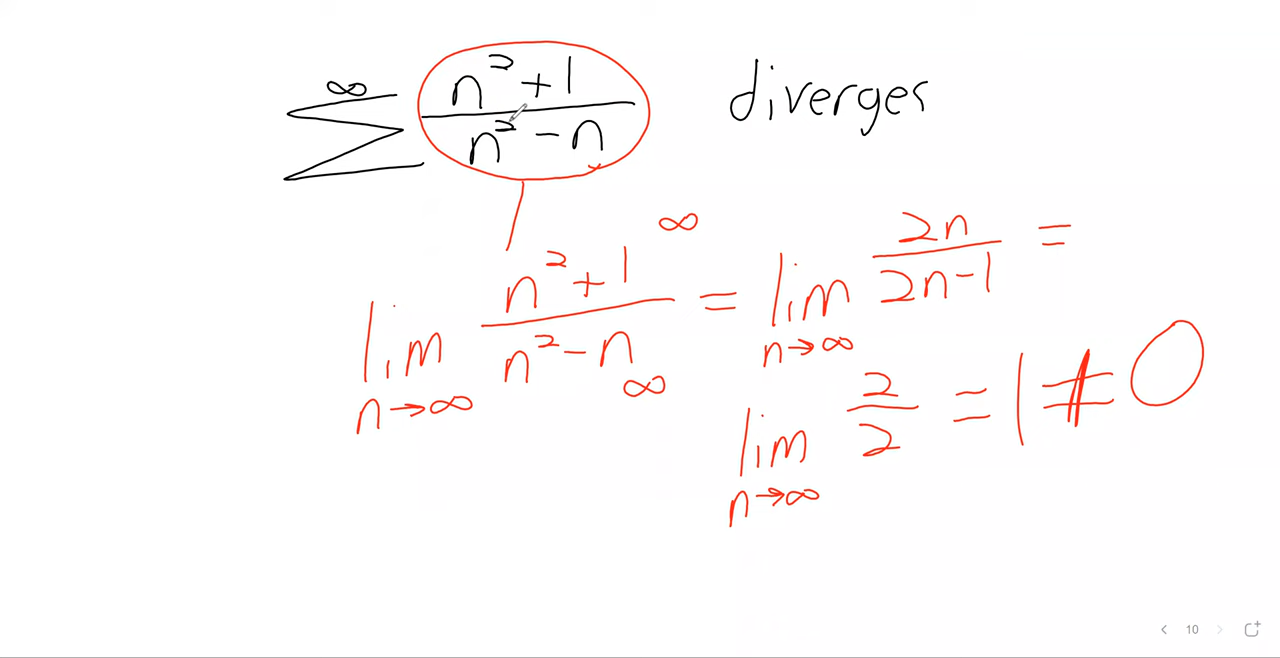 ∞
∑ (n² + 1)/(n² - n) diverges
lim n→∞ (n² + 1)/(n² - n) ∞ ∞ = lim n→∞ 2n/(2n - 1) =
lim n→∞ 2/2 = 1 ≠ 0
< 10 >